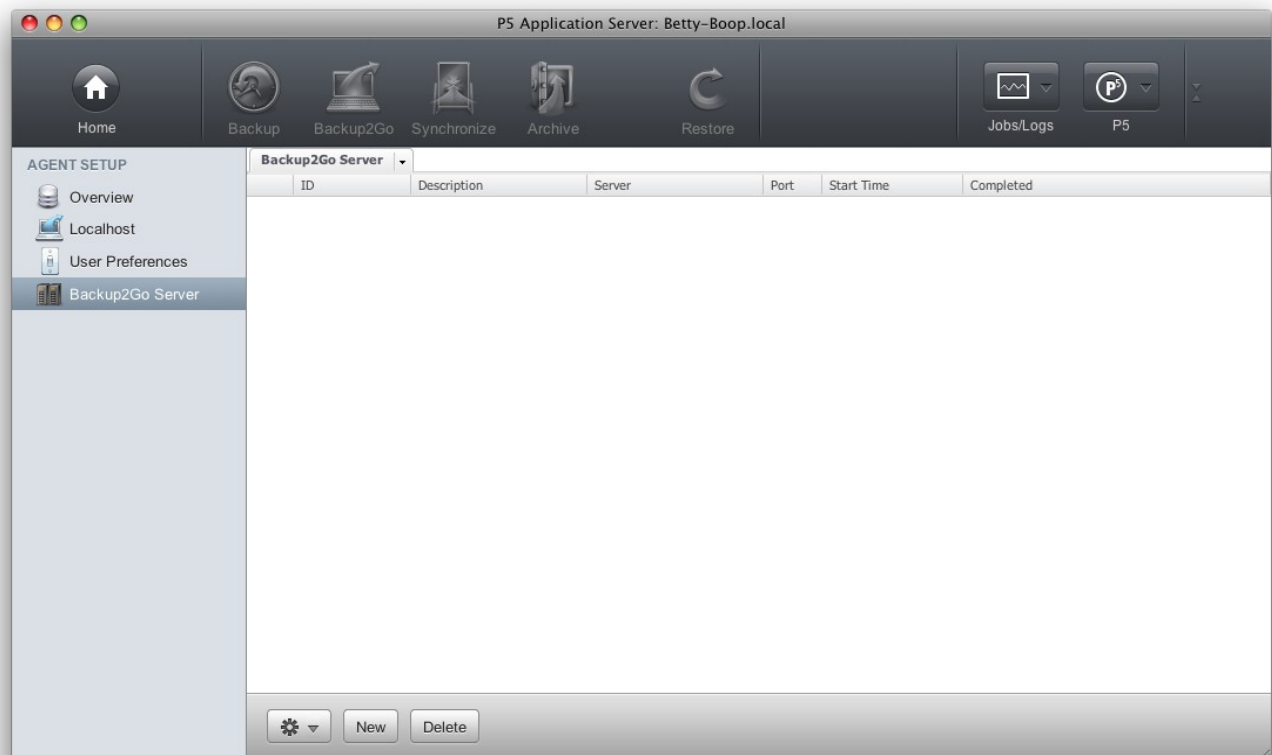 P5 Application Server: Betty-Boop.local
Home
Backup
Backup2Go
Synchronize
Archive
Restore
Jobs/Logs
P5
P5
AGENT SETUP
Overview
Localhost
User Preferences
Backup2Go Server
Backup2Go Server
ID Description Server Port Start Time Completed
New
Delete